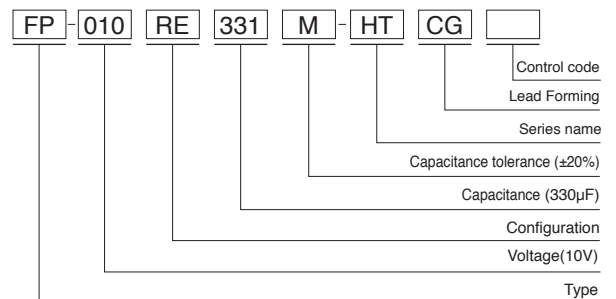 FP-010 RE 331 M-HT CG
Control code
Lead Forming
Series name
Capacitance tolerance (±20%)
Capacitance (330µF)
Configuration
Voltage(10V)
Type